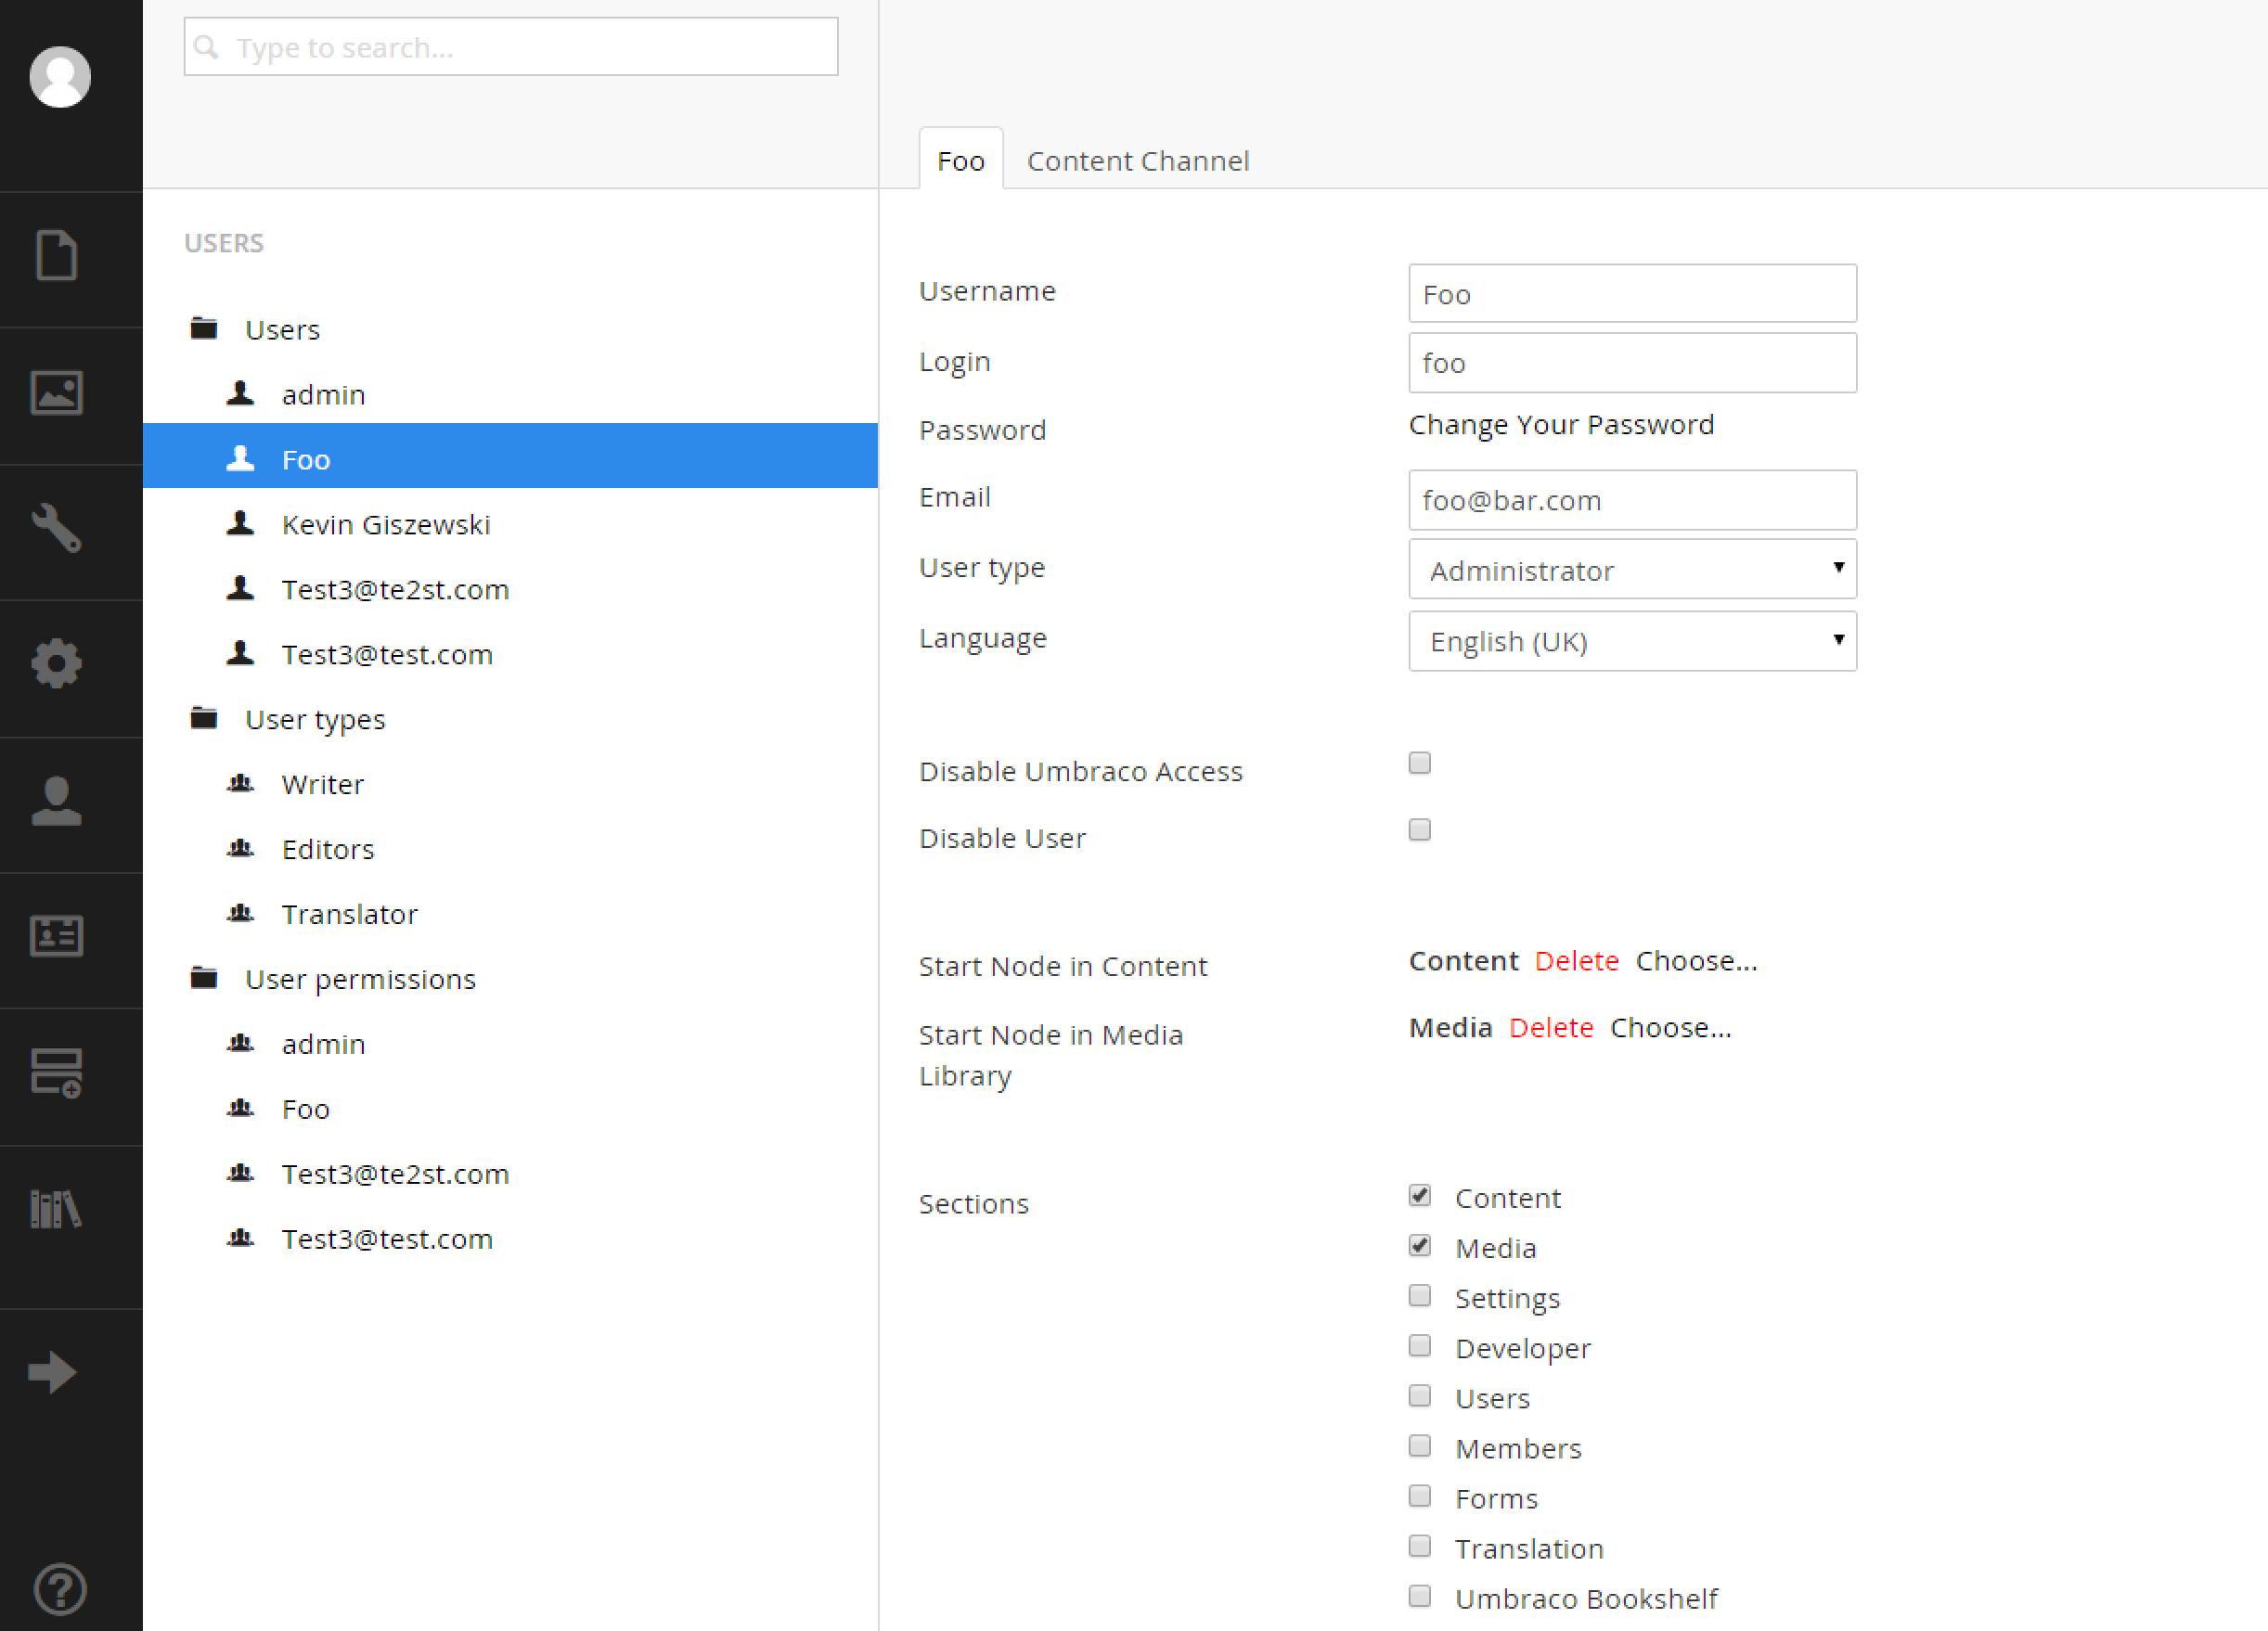 Type to search...
Foo
Content Channel
USERS
Users
admin
Foo
Kevin Giszewski
Test3@te2st.com
Test3@test.com
User types
Writer
Editors
Translator
User permissions
admin
Foo
Test3@te2st.com
Test3@test.com
Username
Foo
Login
foo
Password
Change Your Password
Email
foo@bar.com
User type
Administrator
Language
English (UK)
Disable Umbraco Access
Disable User
Start Node in Content
Content Delete Choose...
Start Node in Media
Library
Media Delete Choose...
Sections
Content
Media
Settings
Developer
Users
Members
Forms
Translation
Umbraco Bookshelf